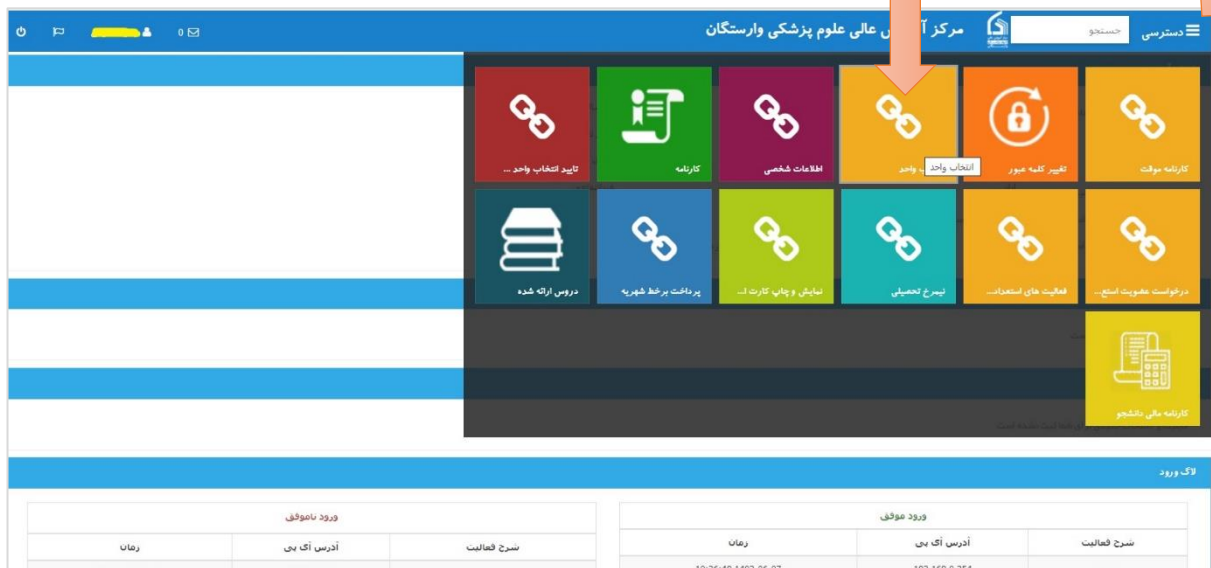 دسترسی
جستجو
مرکز آ ش عالی علوم پزشکی وارستگان
0
کارنامه موقت
تغییر کلمه عبور
ب واحد
انتخاب واحد
اطلاعات شخصی
کارنامه
تایید انتخاب واحد ...
درخواست عضویت استع...
فعالیت های استعداد...
نیمرخ تحصیلی
نمایش و چاپ کارت ا...
پرداخت برخط شهریه
دروس ارائه شده
کارنامه مالی دانشجو
لاگ ورود
ورود موفق
ورود ناموفق
شرح فعالیت
آدرس آی پی
زمان
شرح فعالیت
آدرس آی پی
زمان